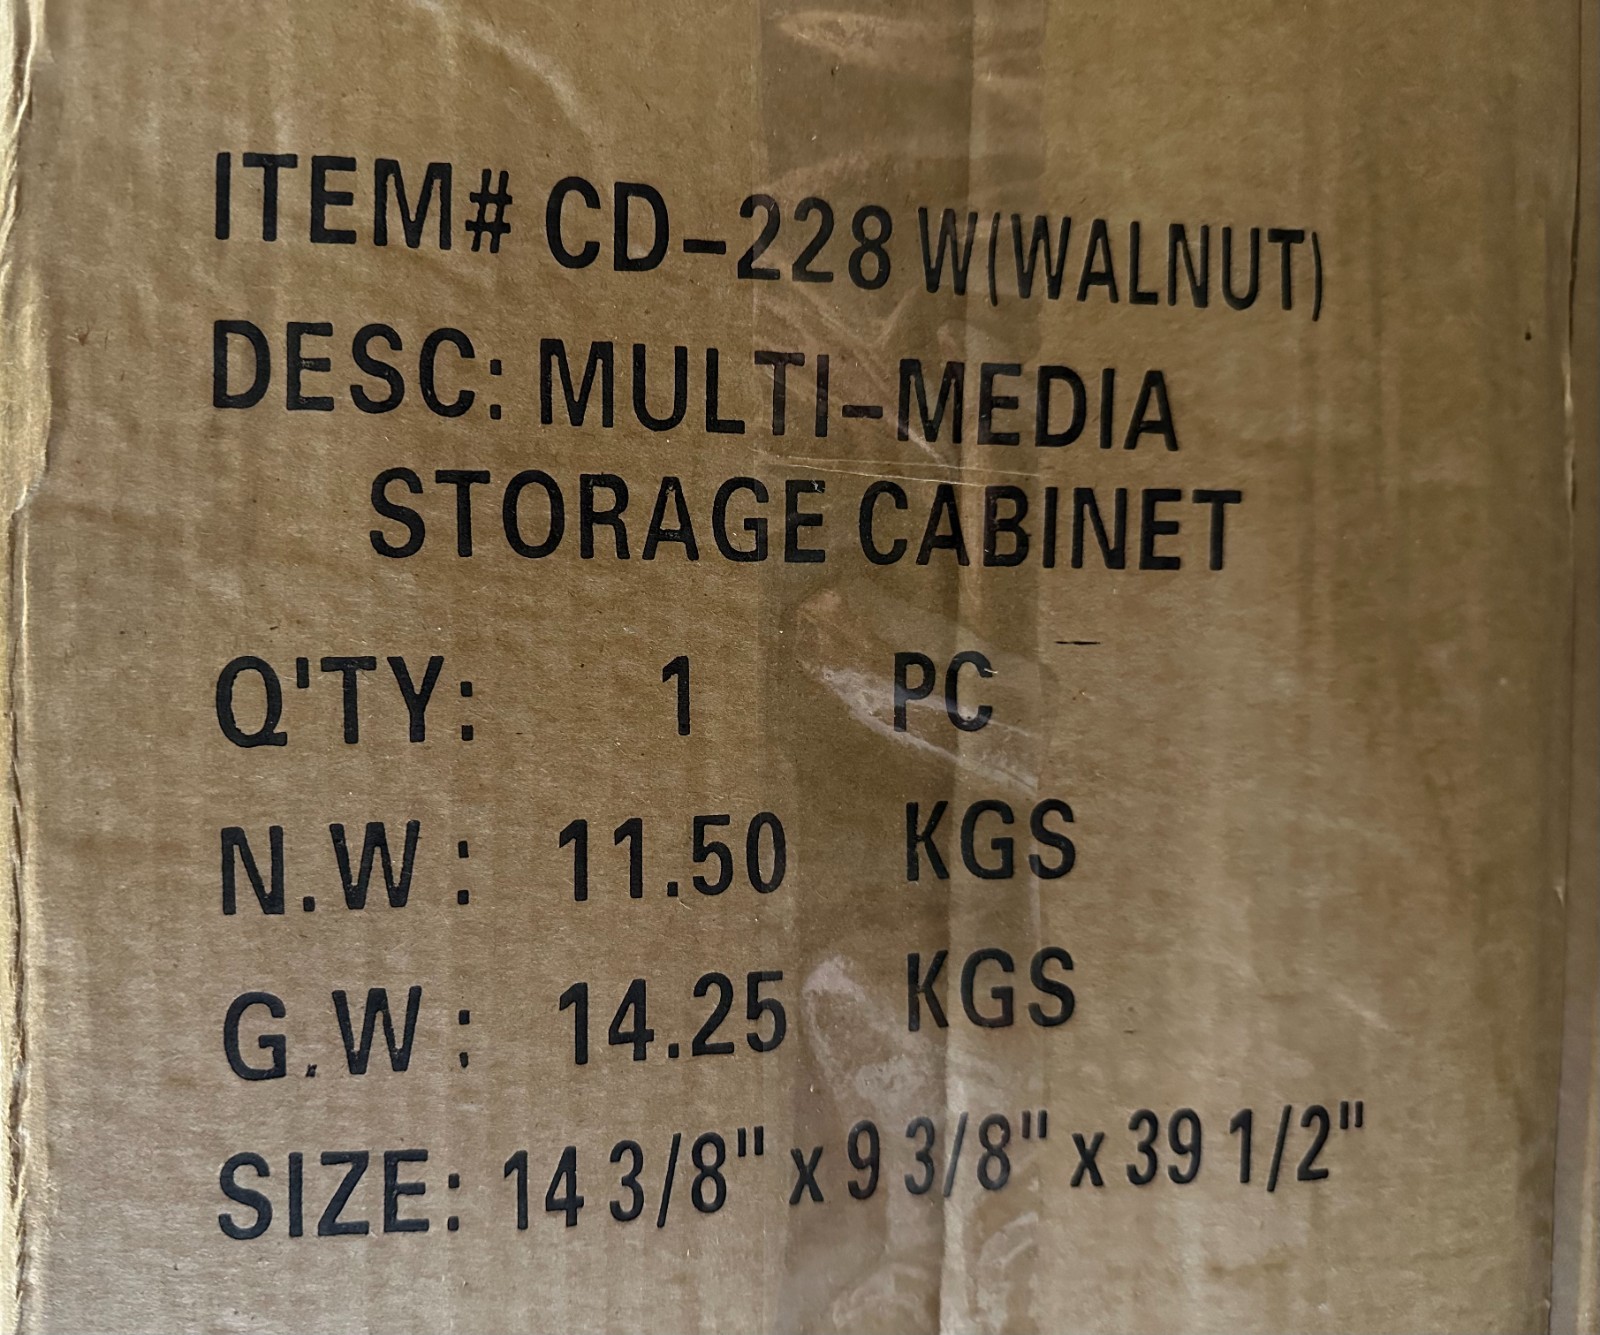 ITEM# CD-228 W(WALNUT)
DESC: MULTI-MEDIA
STORAGE CABINET
Q'TY: 1 PC
N.W: 11.50 KGS
G.W: 14.25 KGS
SIZE: 14 3/8" x 9 3/8" x 39 1/2"